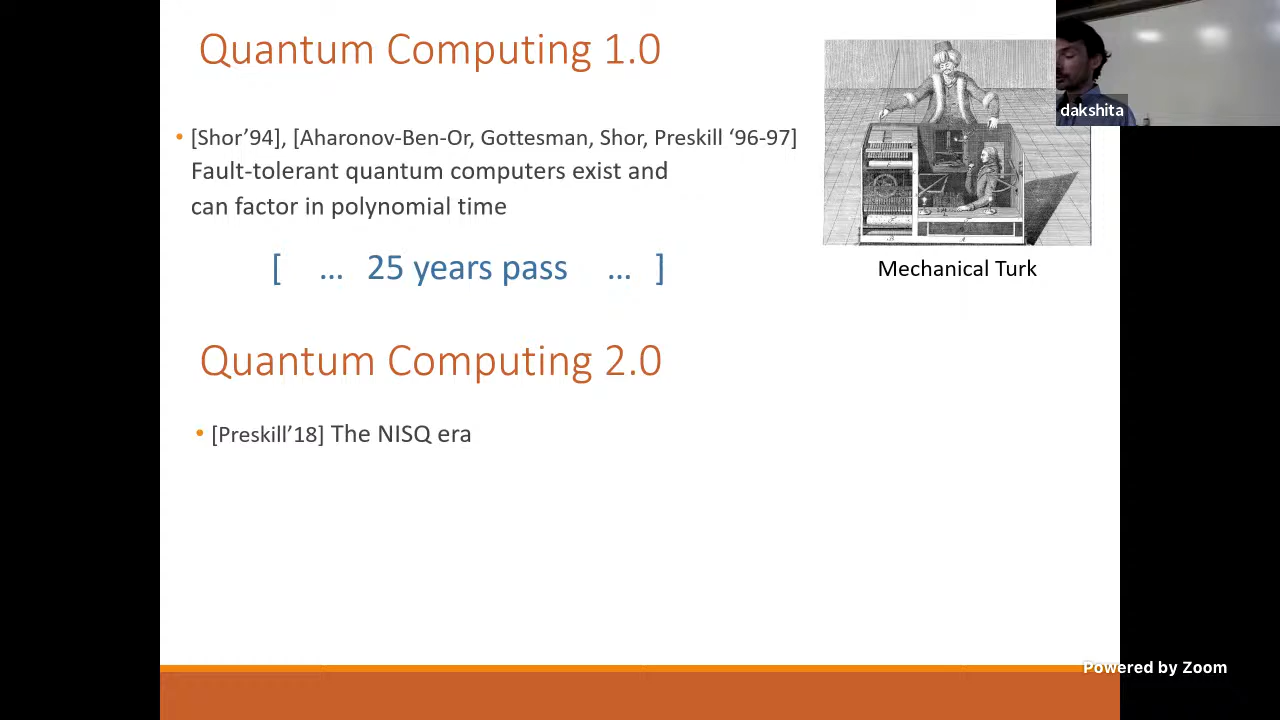 Quantum Computing 1.0
• [Shor’94], [Aharonov-Ben-Or, Gottesman, Shor, Preskill ‘96-97]
Fault-tolerant quantum computers exist and
can factor in polynomial time
[ … 25 years pass … ]
Mechanical Turk
dakshita
Quantum Computing 2.0
• [Preskill’18] The NISQ era
Powered by Zoom